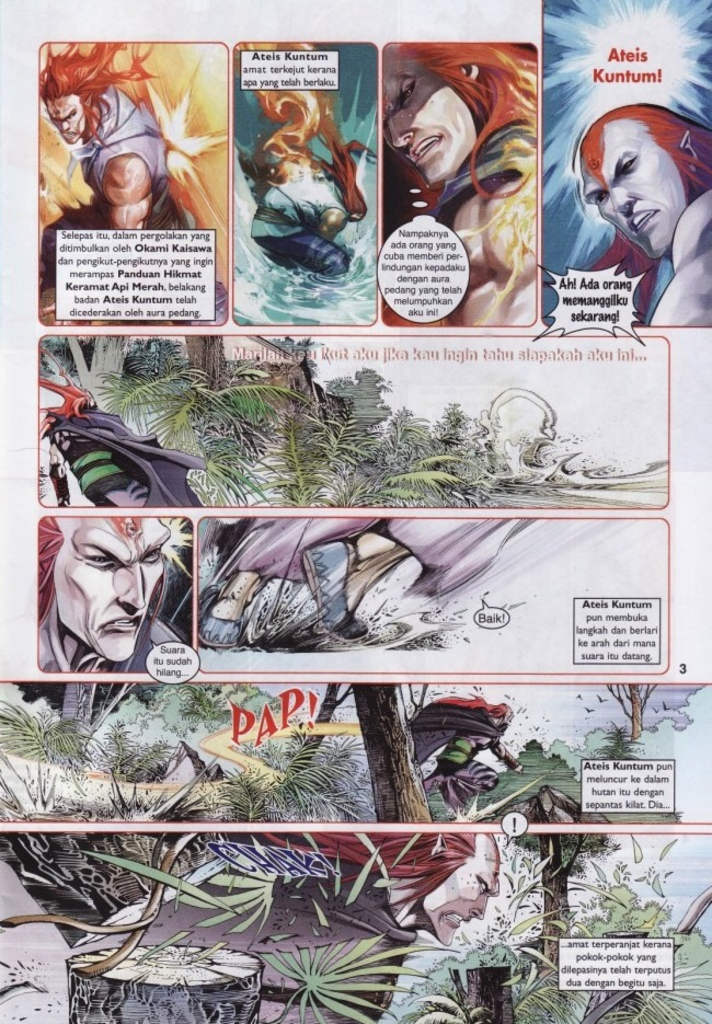 Selepas itu, dalam pergolakan yang
ditimbulkan oleh Okami Kaisawa
dan pengikut-pengikutnya yang ingin
merampas Panduan Hikmat
Keramat Api Merah, belakang
badan Ateis Kuntum telah
dicederakan oleh aura pedang.
Ateis Kuntum
amat terkejut kerana
apa yang telah berlaku.
Nampaknya
ada orang yang
cuba memberi per-
lindungan kepadaku
dengan aura
pedang yang telah
melumpuhkan
aku ini!
Ateis
Kuntum!
Ah! Ada orang
memanggilku
sekarang!
Marilah kau ikut aku jika kau ingin tahu siapakah aku ini...
Suara
itu sudah
hilang...
Baik!
Ateis Kuntum
pun membuka
langkah dan berlari
ke arah dari mana
suara itu datang.
3
PAP!
Ateis Kuntum pun
meluncur ke dalam
hutan itu dengan
sepantas kilat. Dia...
!
...amat terperanjat kerana
pokok-pokok yang
dilepasinya telah terputus
dua dengan begitu saja.